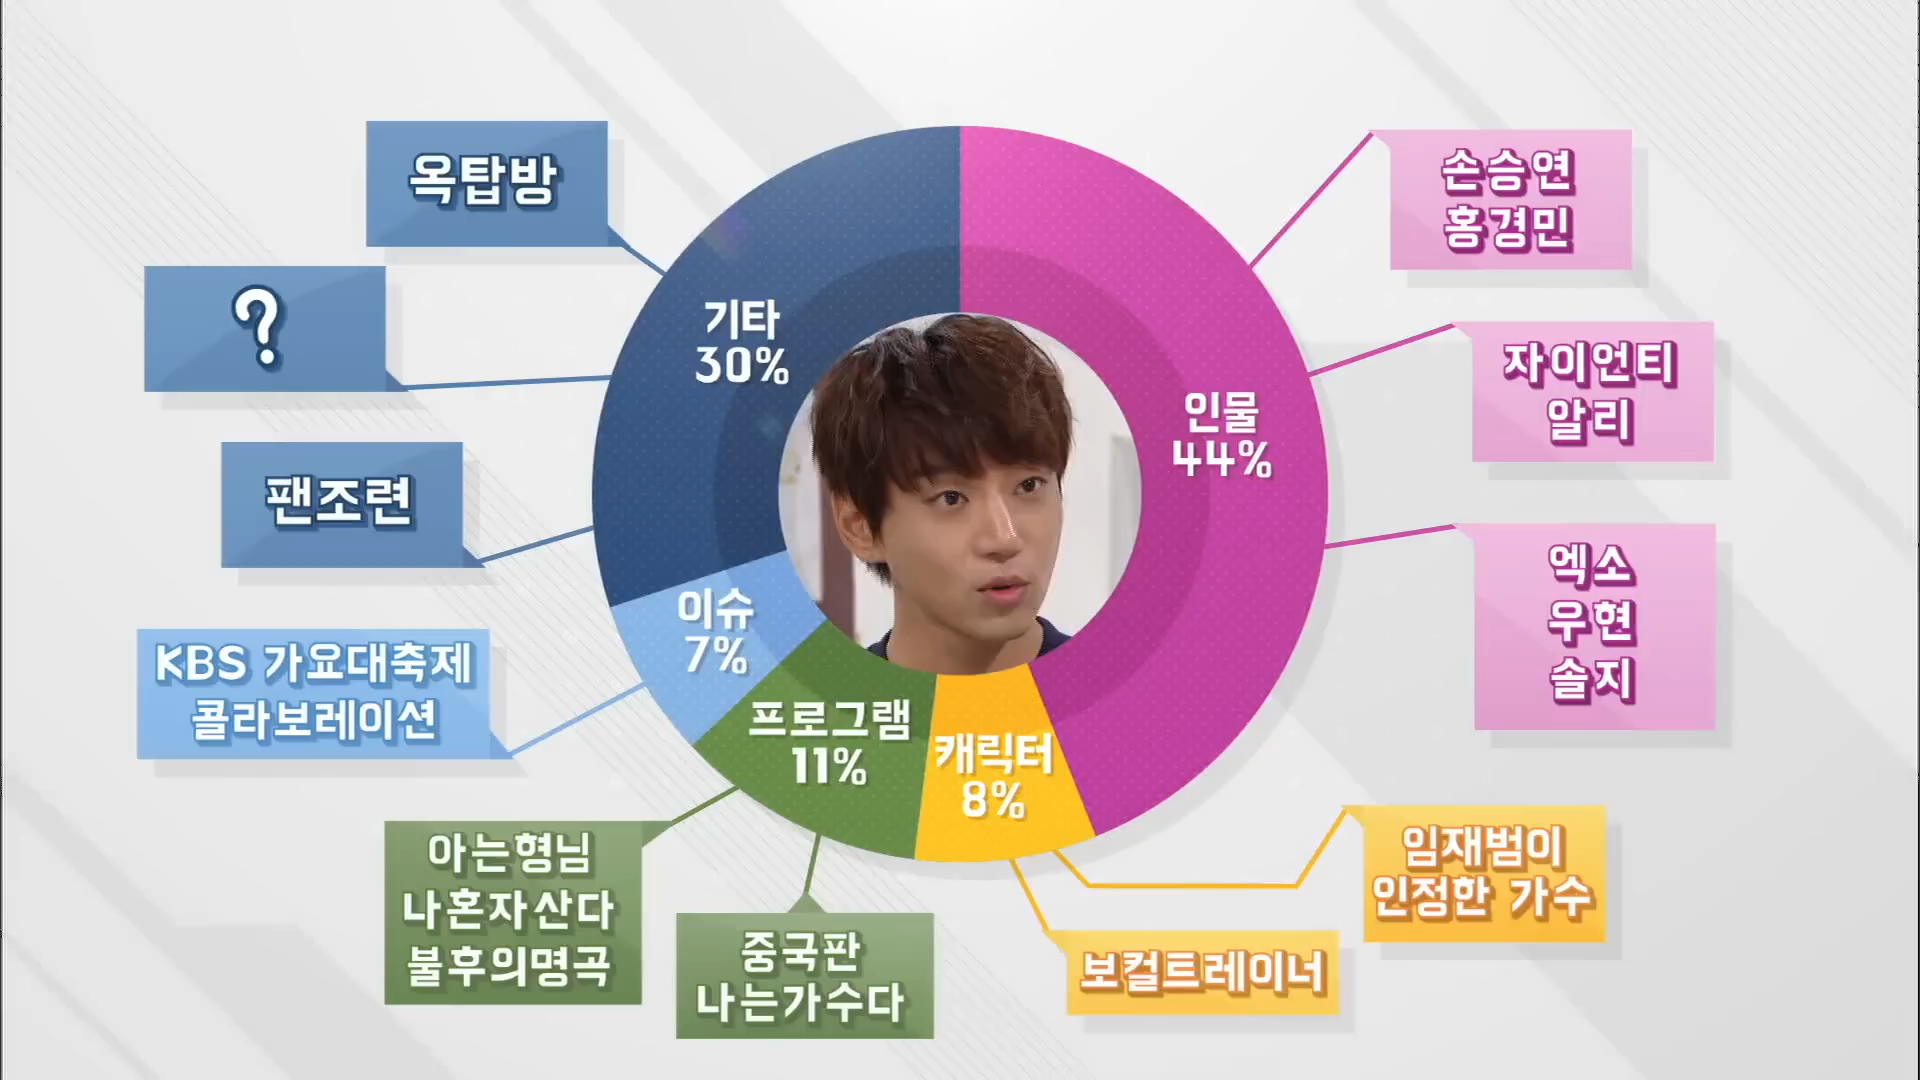 옥탑방
?
팬조련
KBS 가요대축제
콜라보레이션
아는형님
나혼자산다
불후의명곡
중국판
나는가수다
기타
30%
이슈
7%
프로그램
11%
캐릭터
8%
인물
44%
손승연
홍경민
자이언티
알리
엑소
우현
솔지
임재범이
인정한 가수
보컬트레이너